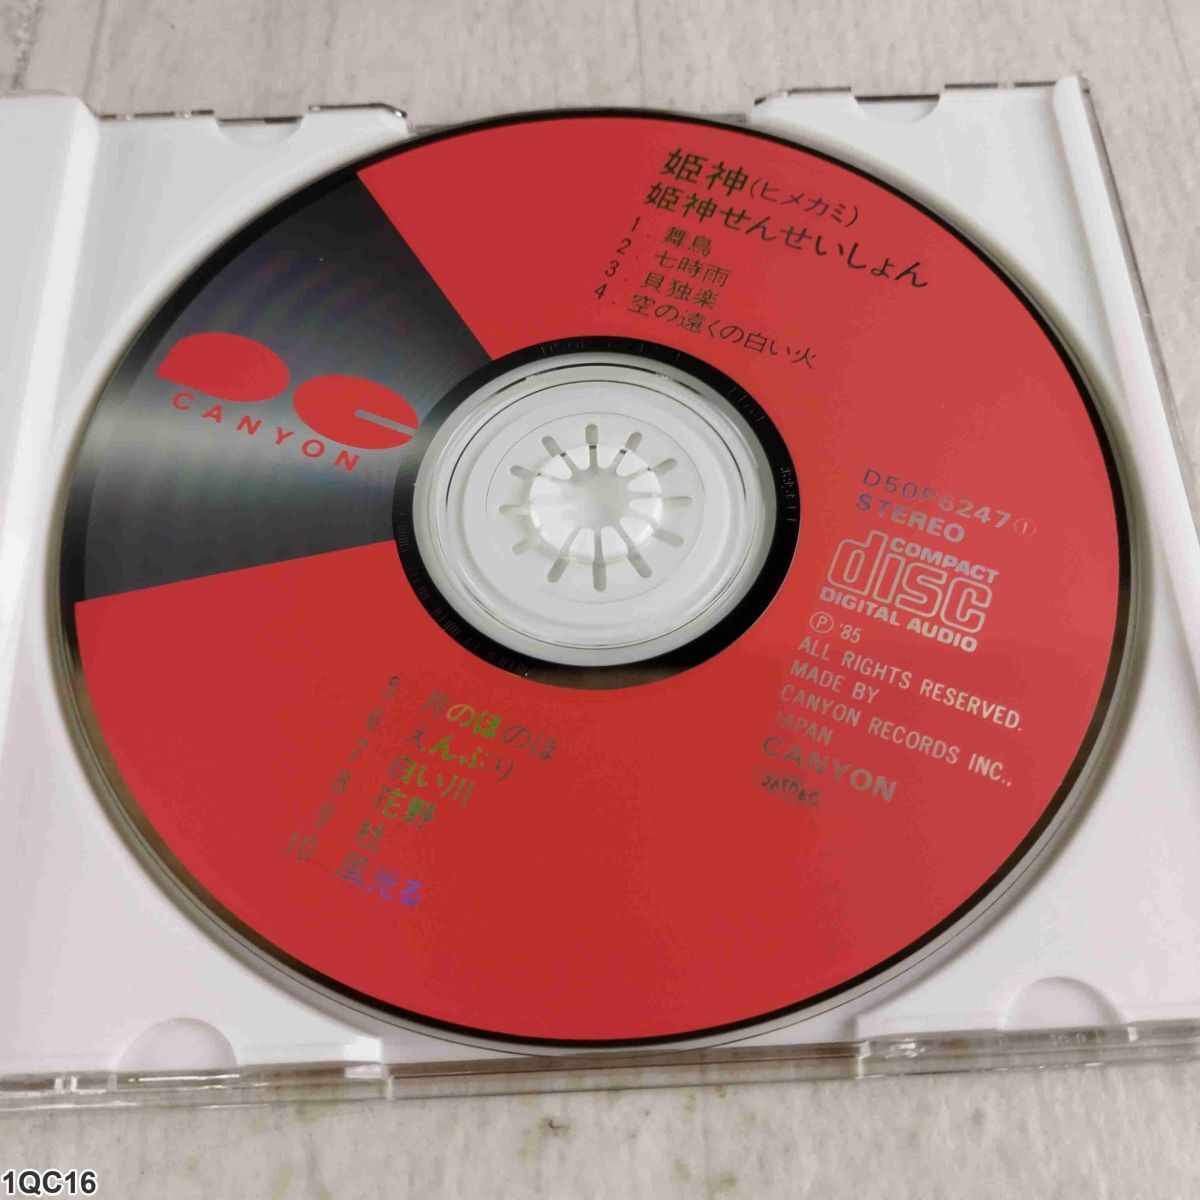 姫神(ヒメカミ)
姫神せんせいしょん
1. 舞鳥
2. 七時雨
3. 貝独楽
4. 空の遠くの白い火
CANYON
D50P6247①
STEREO
COMPACT
disc
DIGITAL AUDIO
Ⓟ '85
ALL RIGHTS RESERVED.
MADE BY
CANYON RECORDS INC.,
JAPAN
CANYON
5 月のほのほ
6 えんぶり
7 白い川
8 花野
9 杜
10 風光る
1QC16